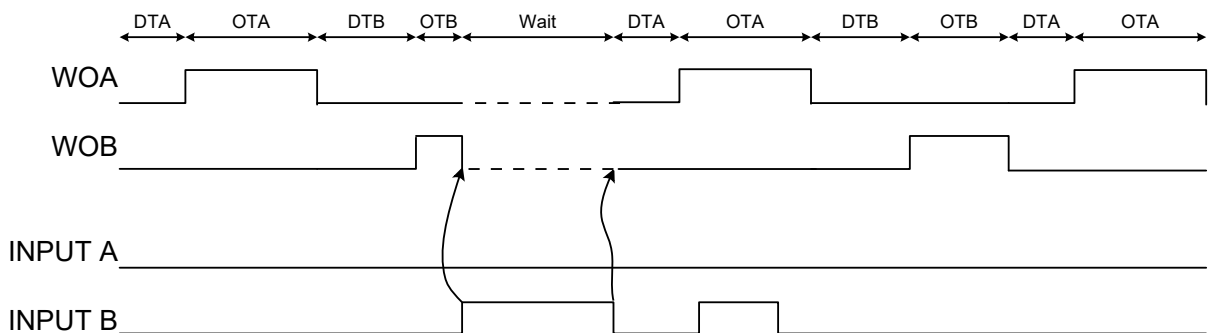 DTA OTA DTB OTB Wait DTA OTA DTB OTB DTA OTA
WOA
WOB
INPUT A
INPUT B